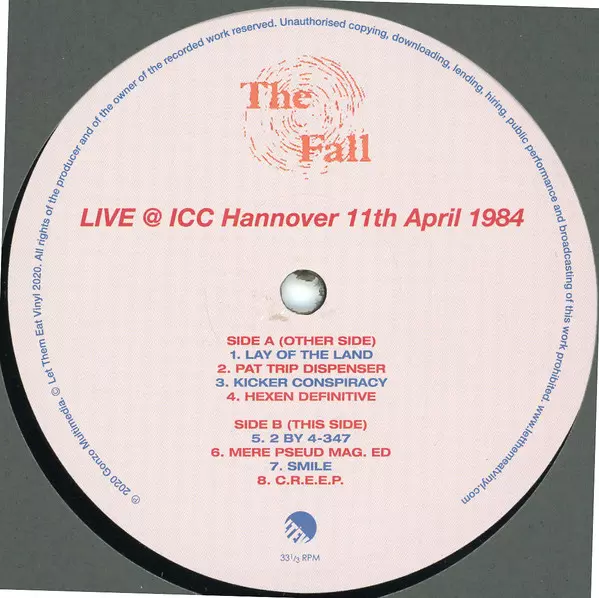 The
Fall
LIVE @ ICC Hannover 11th April 1984
SIDE A (OTHER SIDE)
1. LAY OF THE LAND
2. PAT TRIP DISPENSER
3. KICKER CONSPIRACY
4. HEXEN DEFINITIVE
SIDE B (THIS SIDE)
5. 2 BY 4-347
6. MERE PSEUD MAG. ED
7. SMILE
8. C.R.E.E.P.
LTEV
33⅓ RPM
℗ 2020 Gonzo Multimedia. © Let Them Eat Vinyl 2020. All rights of the producer and of the owner of the recorded work reserved. Unauthorised copying, downloading, lending, hiring, public performance and broadcasting of this work prohibited. www.letthemeatvinyl.com